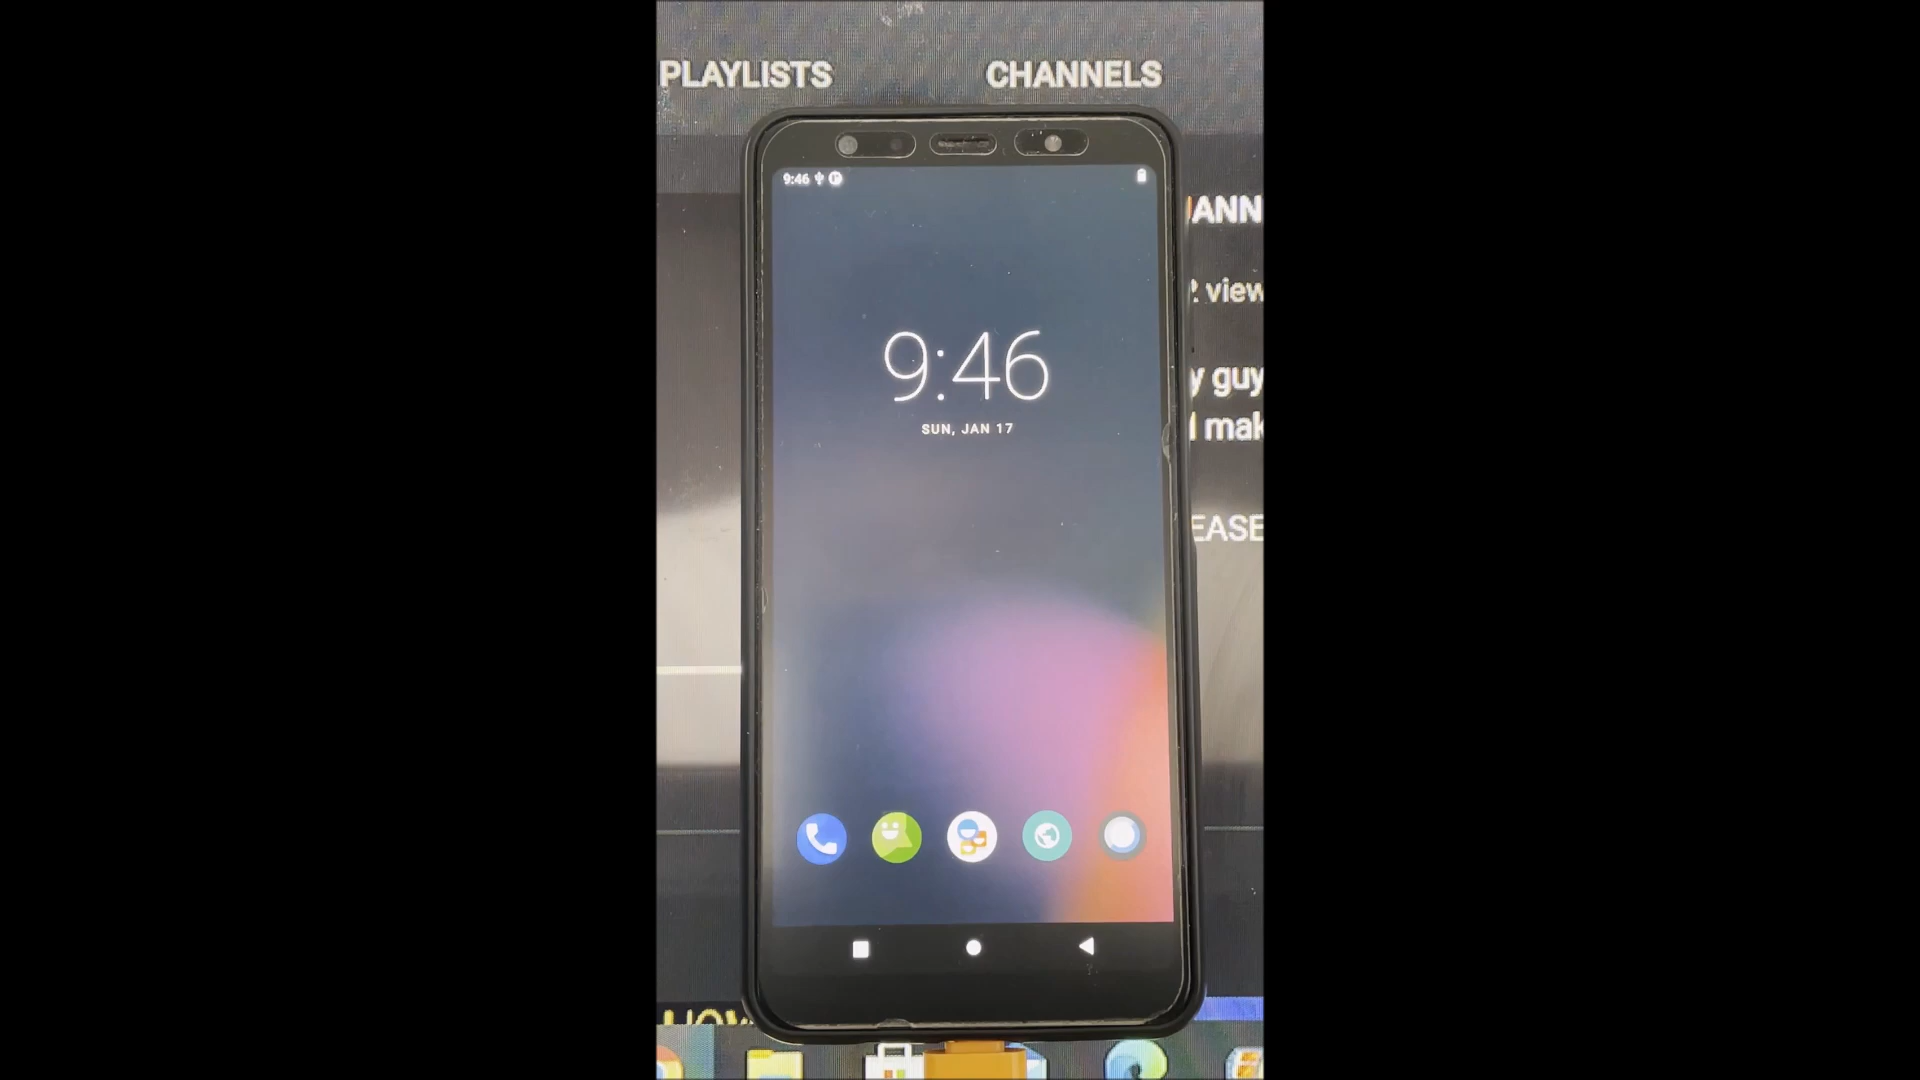 PLAYLISTS CHANNELS
9:46
ANN
view
9:46
y guy
SUN, JAN 17
mak
EASE